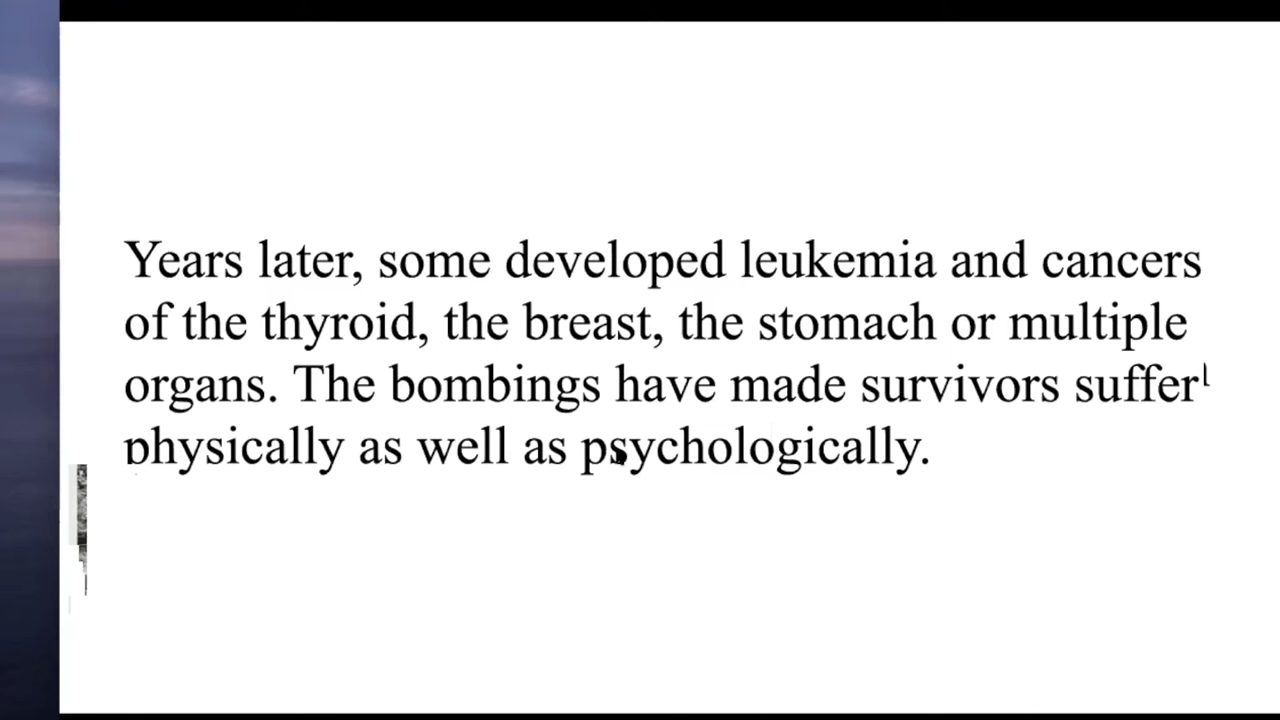 Years later, some developed leukemia and cancers
of the thyroid, the breast, the stomach or multiple
organs. The bombings have made survivors suffer
physically as well as psychologically.